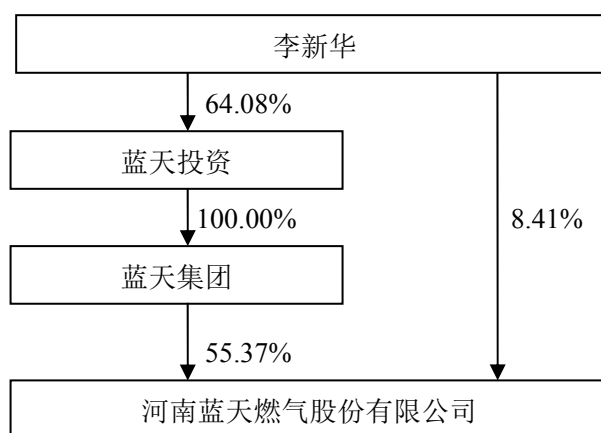 李新华
64.08%
蓝天投资
100.00%
8.41%
蓝天集团
55.37%
河南蓝天燃气股份有限公司